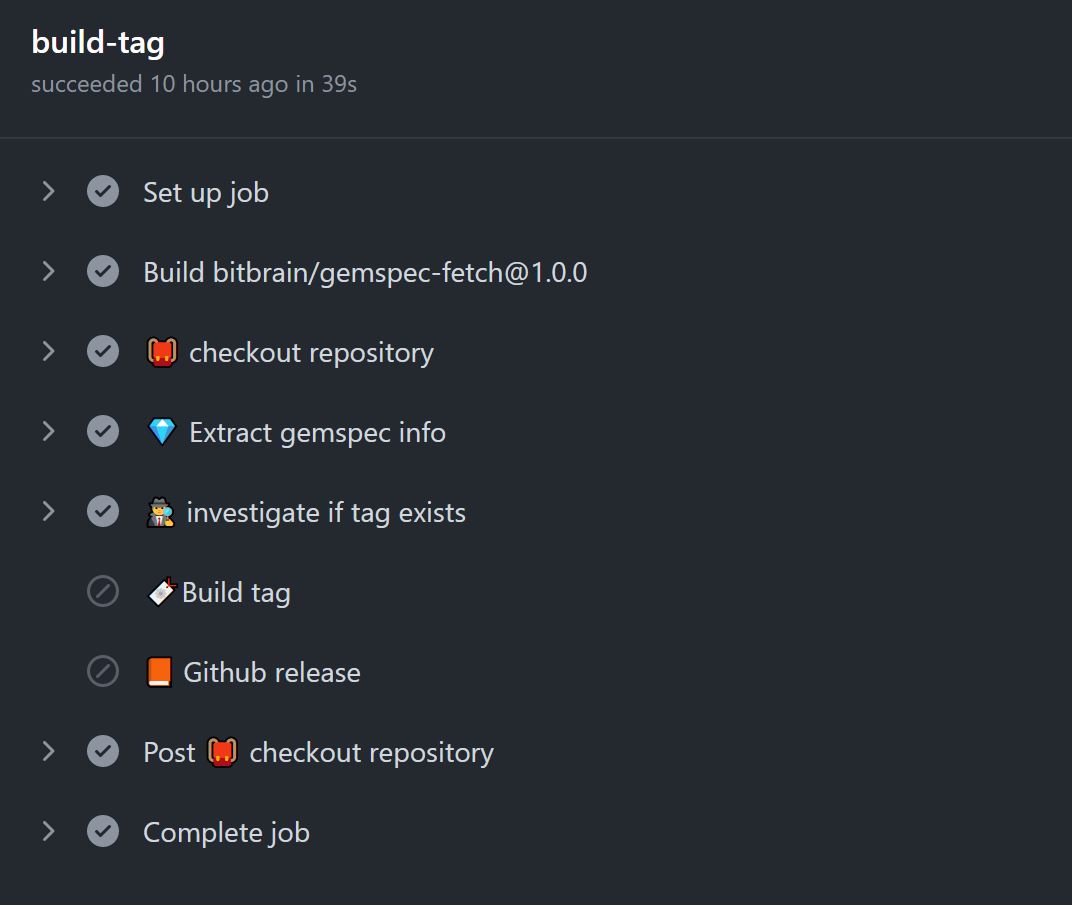 build-tag
succeeded 10 hours ago in 39s
Set up job
Build bitbrain/gemspec-fetch@1.0.0
🎒 checkout repository
💎 Extract gemspec info
🕵️ investigate if tag exists
🏷️Build tag
📙 Github release
Post 🎒 checkout repository
Complete job